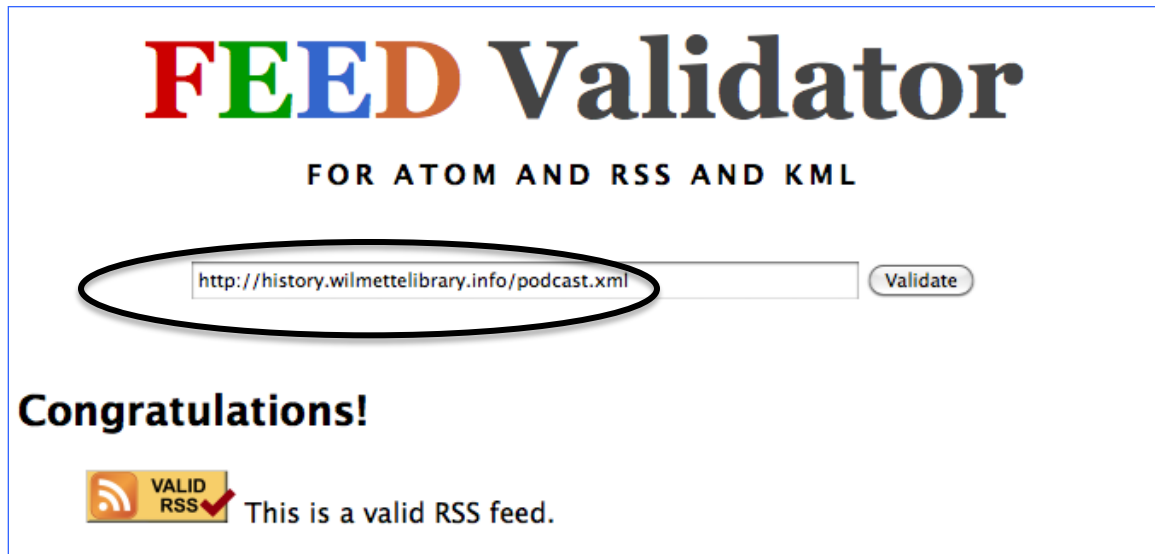 FEED Validator
FOR ATOM AND RSS AND KML
http://history.wilmettelibrary.info/podcast.xml
Validate
Congratulations!
VALID
RSS
This is a valid RSS feed.